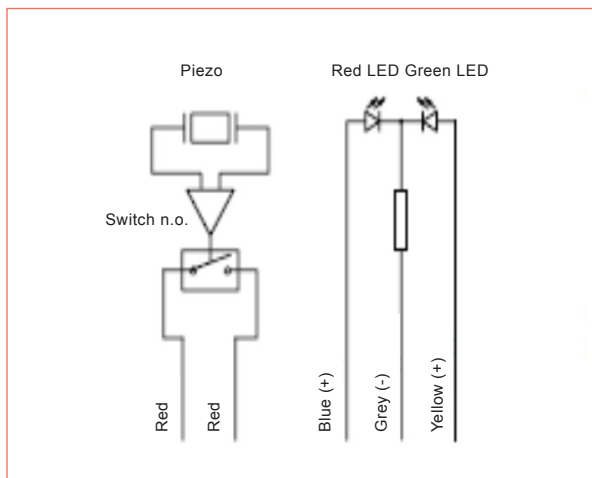 Piezo
Red LED Green LED
Switch n.o.
Red
Red
Blue (+)
Grey (-)
Yellow (+)